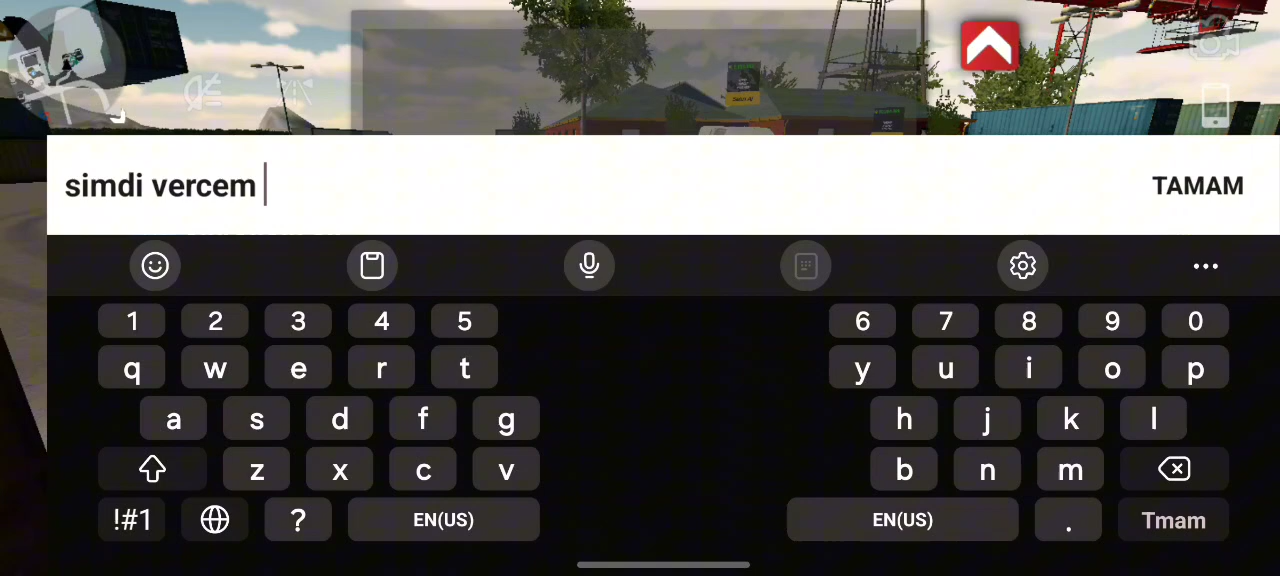 simdi vercem
TAMAM
1 2 3 4 5 6 7 8 9 0
q w e r t y u i o p
a s d f g h j k l
z x c v b n m
!#1 ? EN(US) EN(US) . Tmam